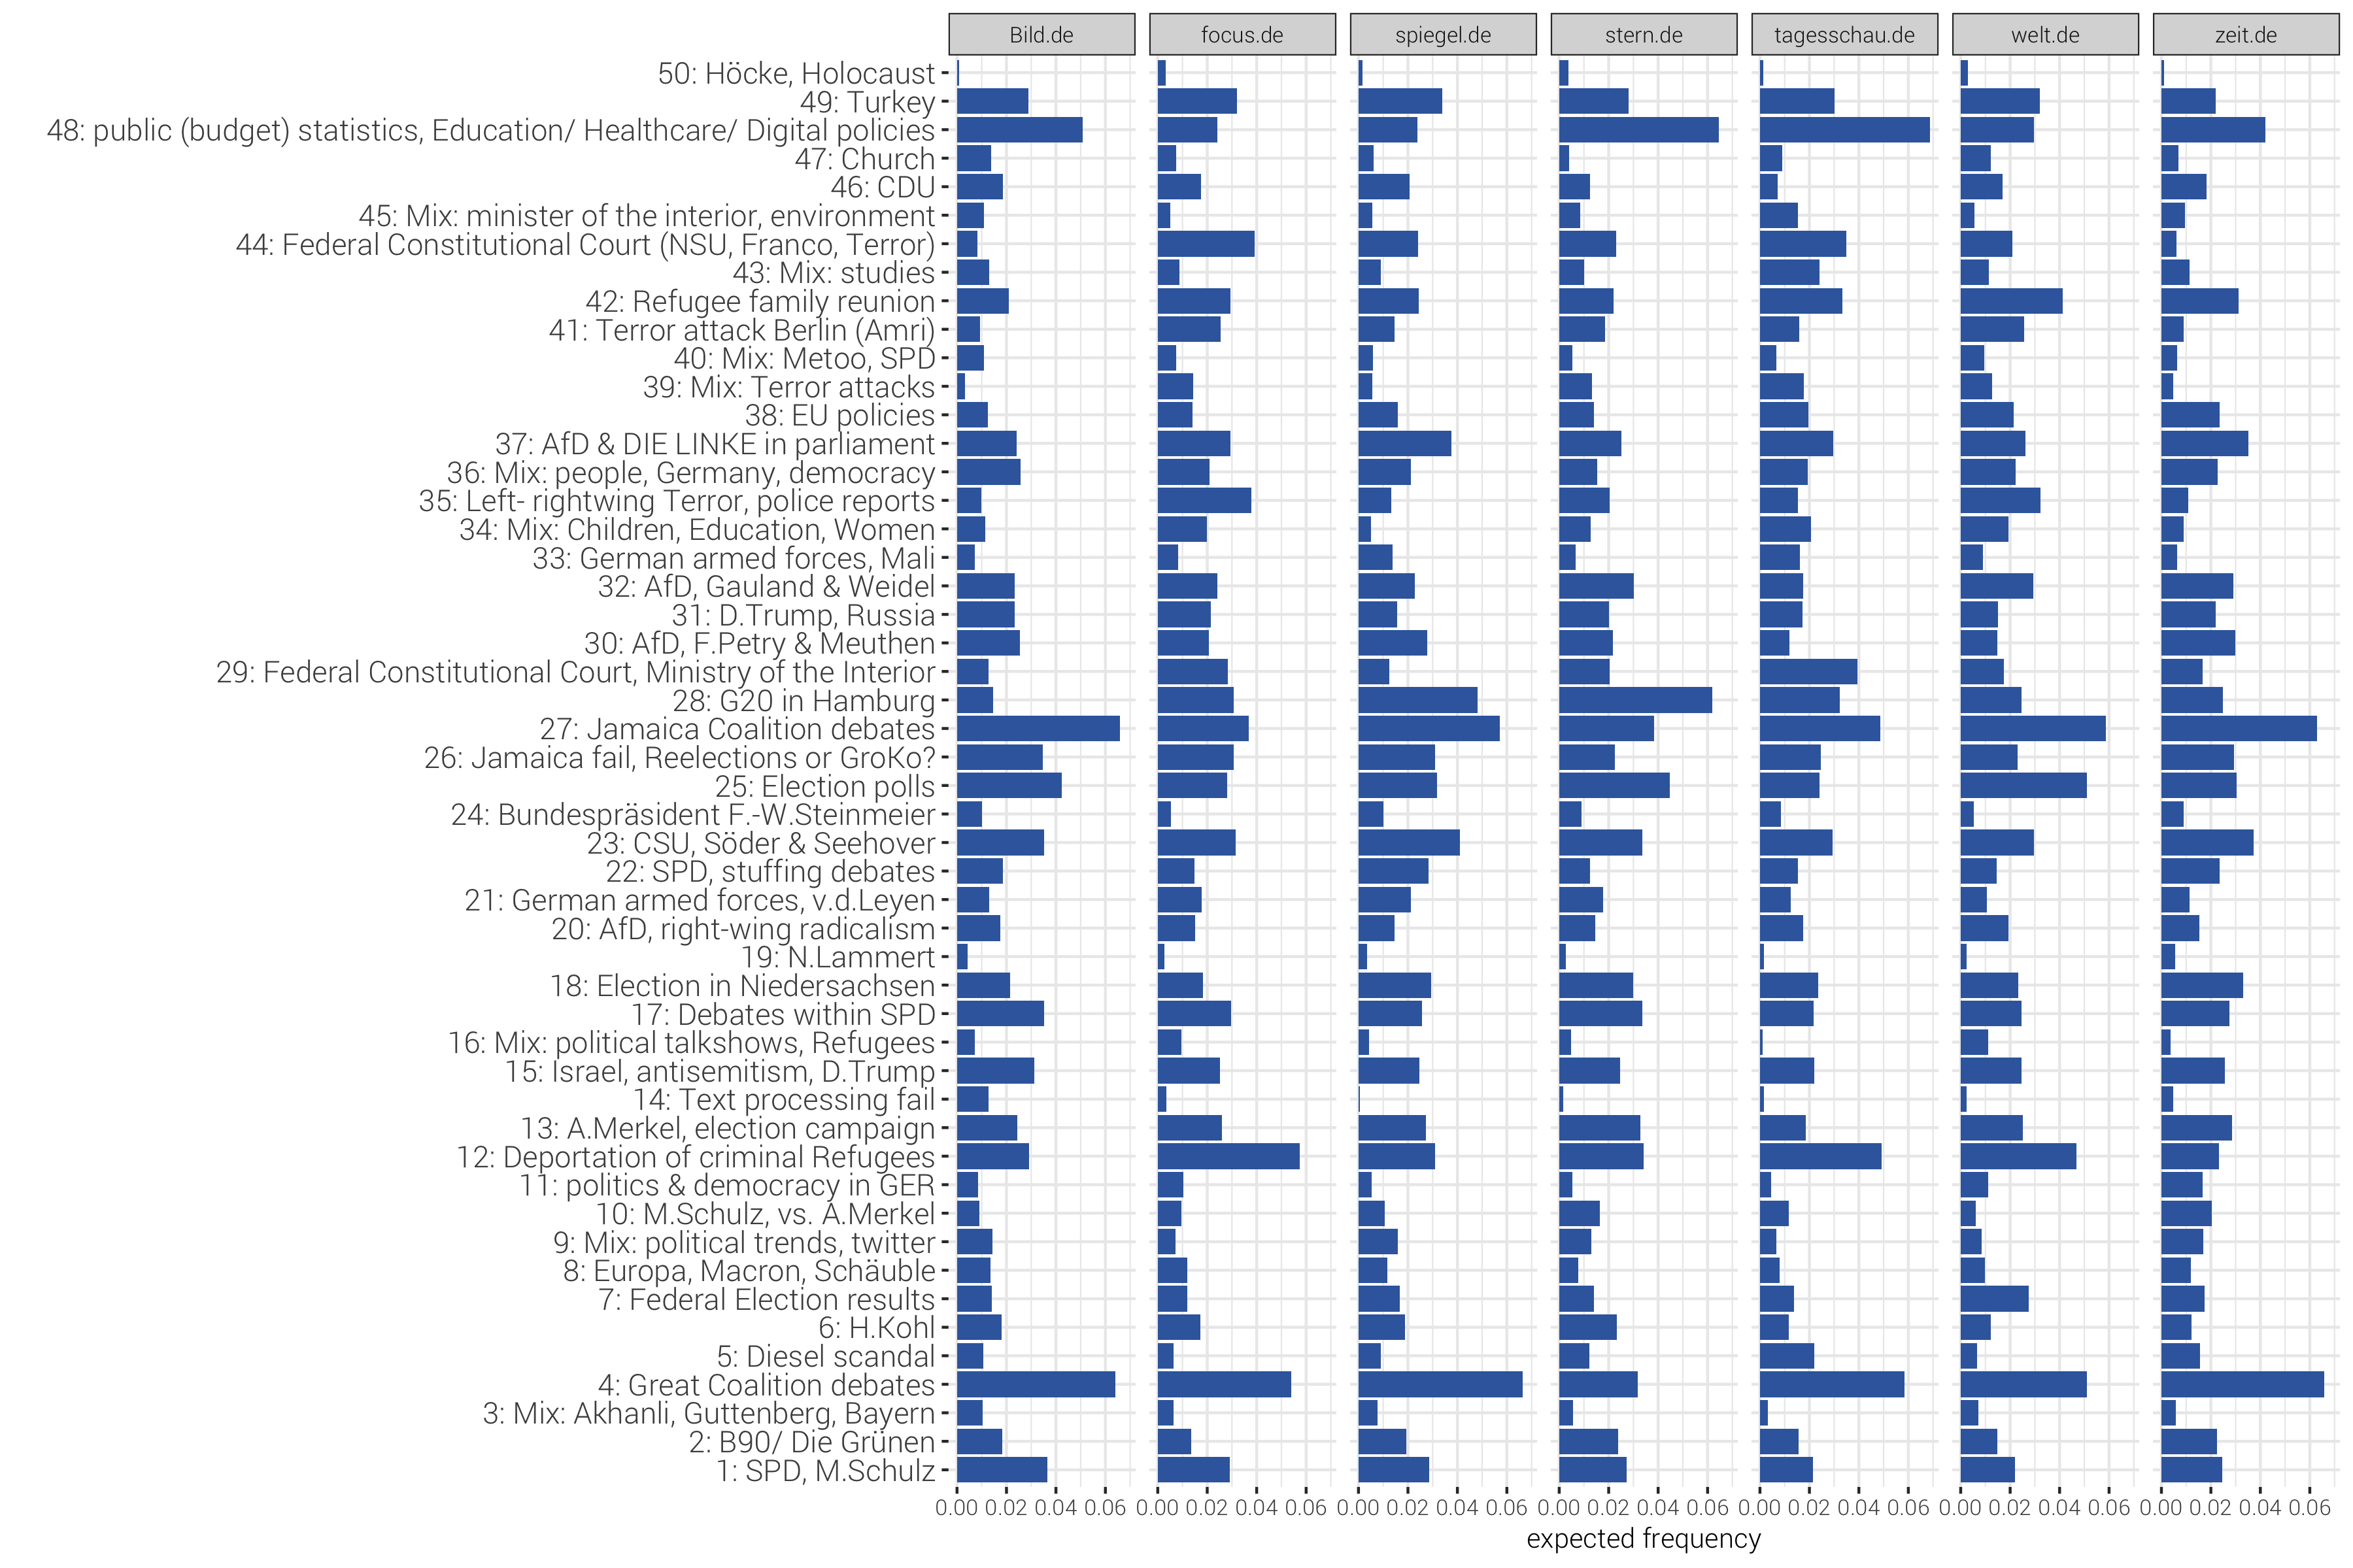 Bild.de focus.de spiegel.de stern.de tagesschau.de welt.de zeit.de
50: Höcke, Holocaust
49: Turkey
48: public (budget) statistics, Education/ Healthcare/ Digital policies
47: Church
46: CDU
45: Mix: minister of the interior, environment
44: Federal Constitutional Court (NSU, Franco, Terror)
43: Mix: studies
42: Refugee family reunion
41: Terror attack Berlin (Amri)
40: Mix: Metoo, SPD
39: Mix: Terror attacks
38: EU policies
37: AfD & DIE LINKE in parliament
36: Mix: people, Germany, democracy
35: Left- rightwing Terror, police reports
34: Mix: Children, Education, Women
33: German armed forces, Mali
32: AfD, Gauland & Weidel
31: D.Trump, Russia
30: AfD, F.Petry & Meuthen
29: Federal Constitutional Court, Ministry of the Interior
28: G20 in Hamburg
27: Jamaica Coalition debates
26: Jamaica fail, Reelections or GroKo?
25: Election polls
24: Bundespräsident F.-W.Steinmeier
23: CSU, Söder & Seehover
22: SPD, stuffing debates
21: German armed forces, v.d.Leyen
20: AfD, right-wing radicalism
19: N.Lammert
18: Election in Niedersachsen
17: Debates within SPD
16: Mix: political talkshows, Refugees
15: Israel, antisemitism, D.Trump
14: Text processing fail
13: A.Merkel, election campaign
12: Deportation of criminal Refugees
11: politics & democracy in GER
10: M.Schulz, vs. A.Merkel
9: Mix: political trends, twitter
8: Europa, Macron, Schäuble
7: Federal Election results
6: H.Kohl
5: Diesel scandal
4: Great Coalition debates
3: Mix: Akhanli, Guttenberg, Bayern
2: B90/ Die Grünen
1: SPD, M.Schulz
0.00 0.02 0.04 0.06 0.00 0.02 0.04 0.06 0.00 0.02 0.04 0.06 0.00 0.02 0.04 0.06 0.00 0.02 0.04 0.06 0.00 0.02 0.04 0.06 0.00 0.02 0.04 0.06
expected frequency